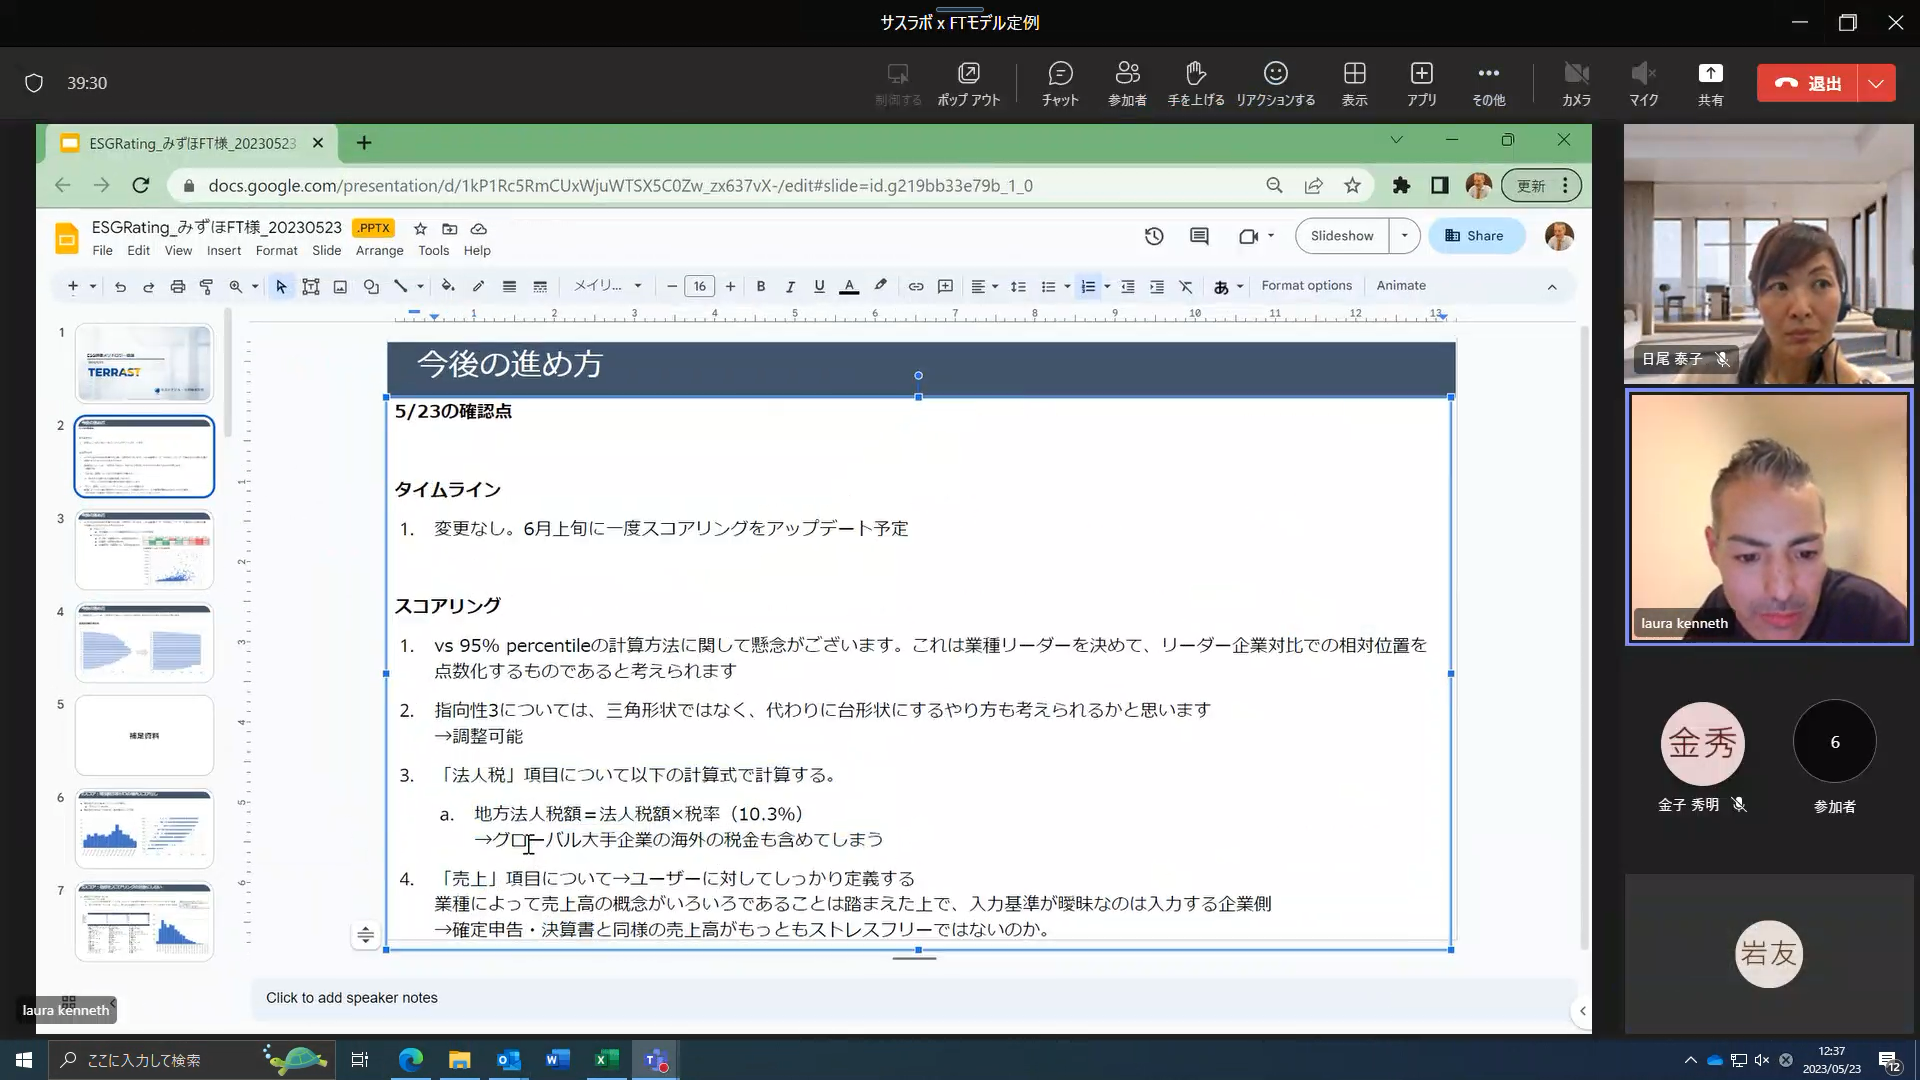 サスラボ x FTモデル定例
39:30
制御する
ポップ アウト
チャット
参加者
手を上げる
リアクションする
表示
アプリ
その他
カメラ
マイク
共有
退出
ESGRating_みずほFT様_20230523
docs.google.com/presentation/d/1kP1Rc5RmCUxWjuWTSX5C0Zw_zx637vX-/edit#slide=id.g219bb33e79b_1_0
更新
ESGRating_みずほFT様_20230523
.PPTX
File Edit View Insert Format Slide Arrange Tools Help
Slideshow
Share
メイリ...
16
B I U A
あ
Format options
Animate
1 2 3 4 5 6 7 8 9 10 11 12 13
1
TERRAST
2
3
4
5
補足資料
6
7
1
2
3
4
5
6
今後の進め方
5/23の確認点
タイムライン
1. 変更なし。6月上旬に一度スコアリングをアップデート予定
スコアリング
1. vs 95% percentileの計算方法に関して懸念がございます。これは業種リーダーを決めて、リーダー企業対比での相対位置を
点数化するものであると考えられます
2. 指向性3については、三角形状ではなく、代わりに台形状にするやり方も考えられるかと思います
→調整可能
3. 「法人税」項目について以下の計算式で計算する。
a. 地方法人税額＝法人税額×税率（10.3%）
→グローバル大手企業の海外の税金も含めてしまう
4. 「売上」項目について→ユーザーに対してしっかり定義する
業種によって売上高の概念がいろいろであることは踏まえた上で、入力基準が曖昧なのは入力する企業側
→確定申告・決算書と同様の売上高がもっともストレスフリーではないのか。
Click to add speaker notes
laura kenneth
日尾 泰子
laura kenneth
金秀
金子 秀明
6
参加者
岩友
ここに入力して検索
12:37
2023/05/23
12